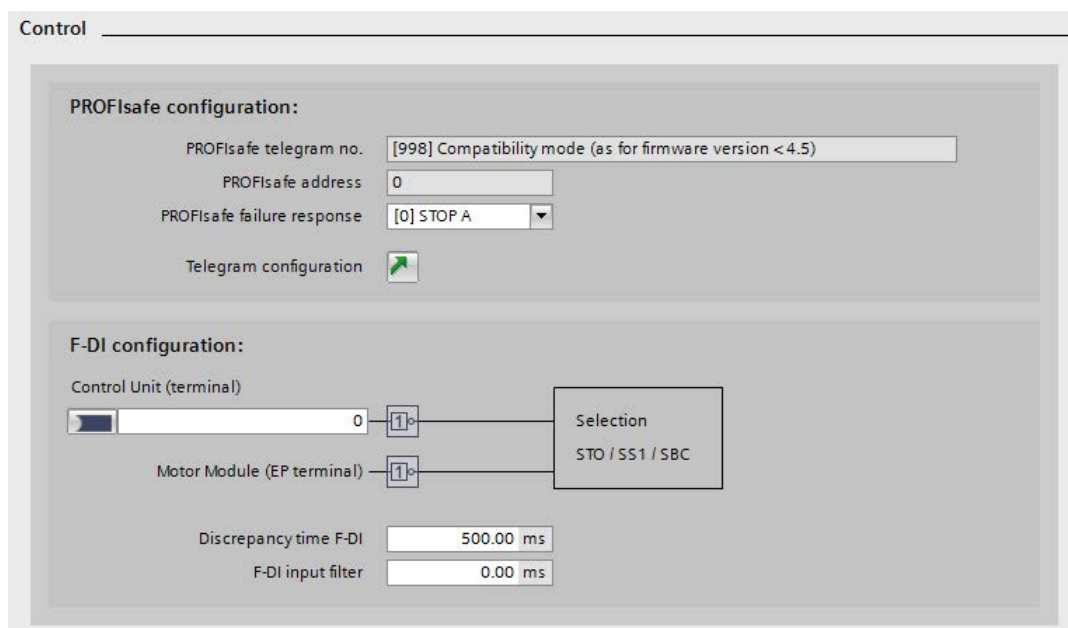 Control
PROFIsafe configuration:
PROFIsafe telegram no. [998] Compatibility mode (as for firmware version < 4.5)
PROFIsafe address 0
PROFIsafe failure response [0] STOP A
Telegram configuration
F-DI configuration:
Control Unit (terminal)
0 1 Selection
STO / SS1 / SBC
Motor Module (EP terminal) 1
Discrepancy time F-DI 500.00 ms
F-DI input filter 0.00 ms